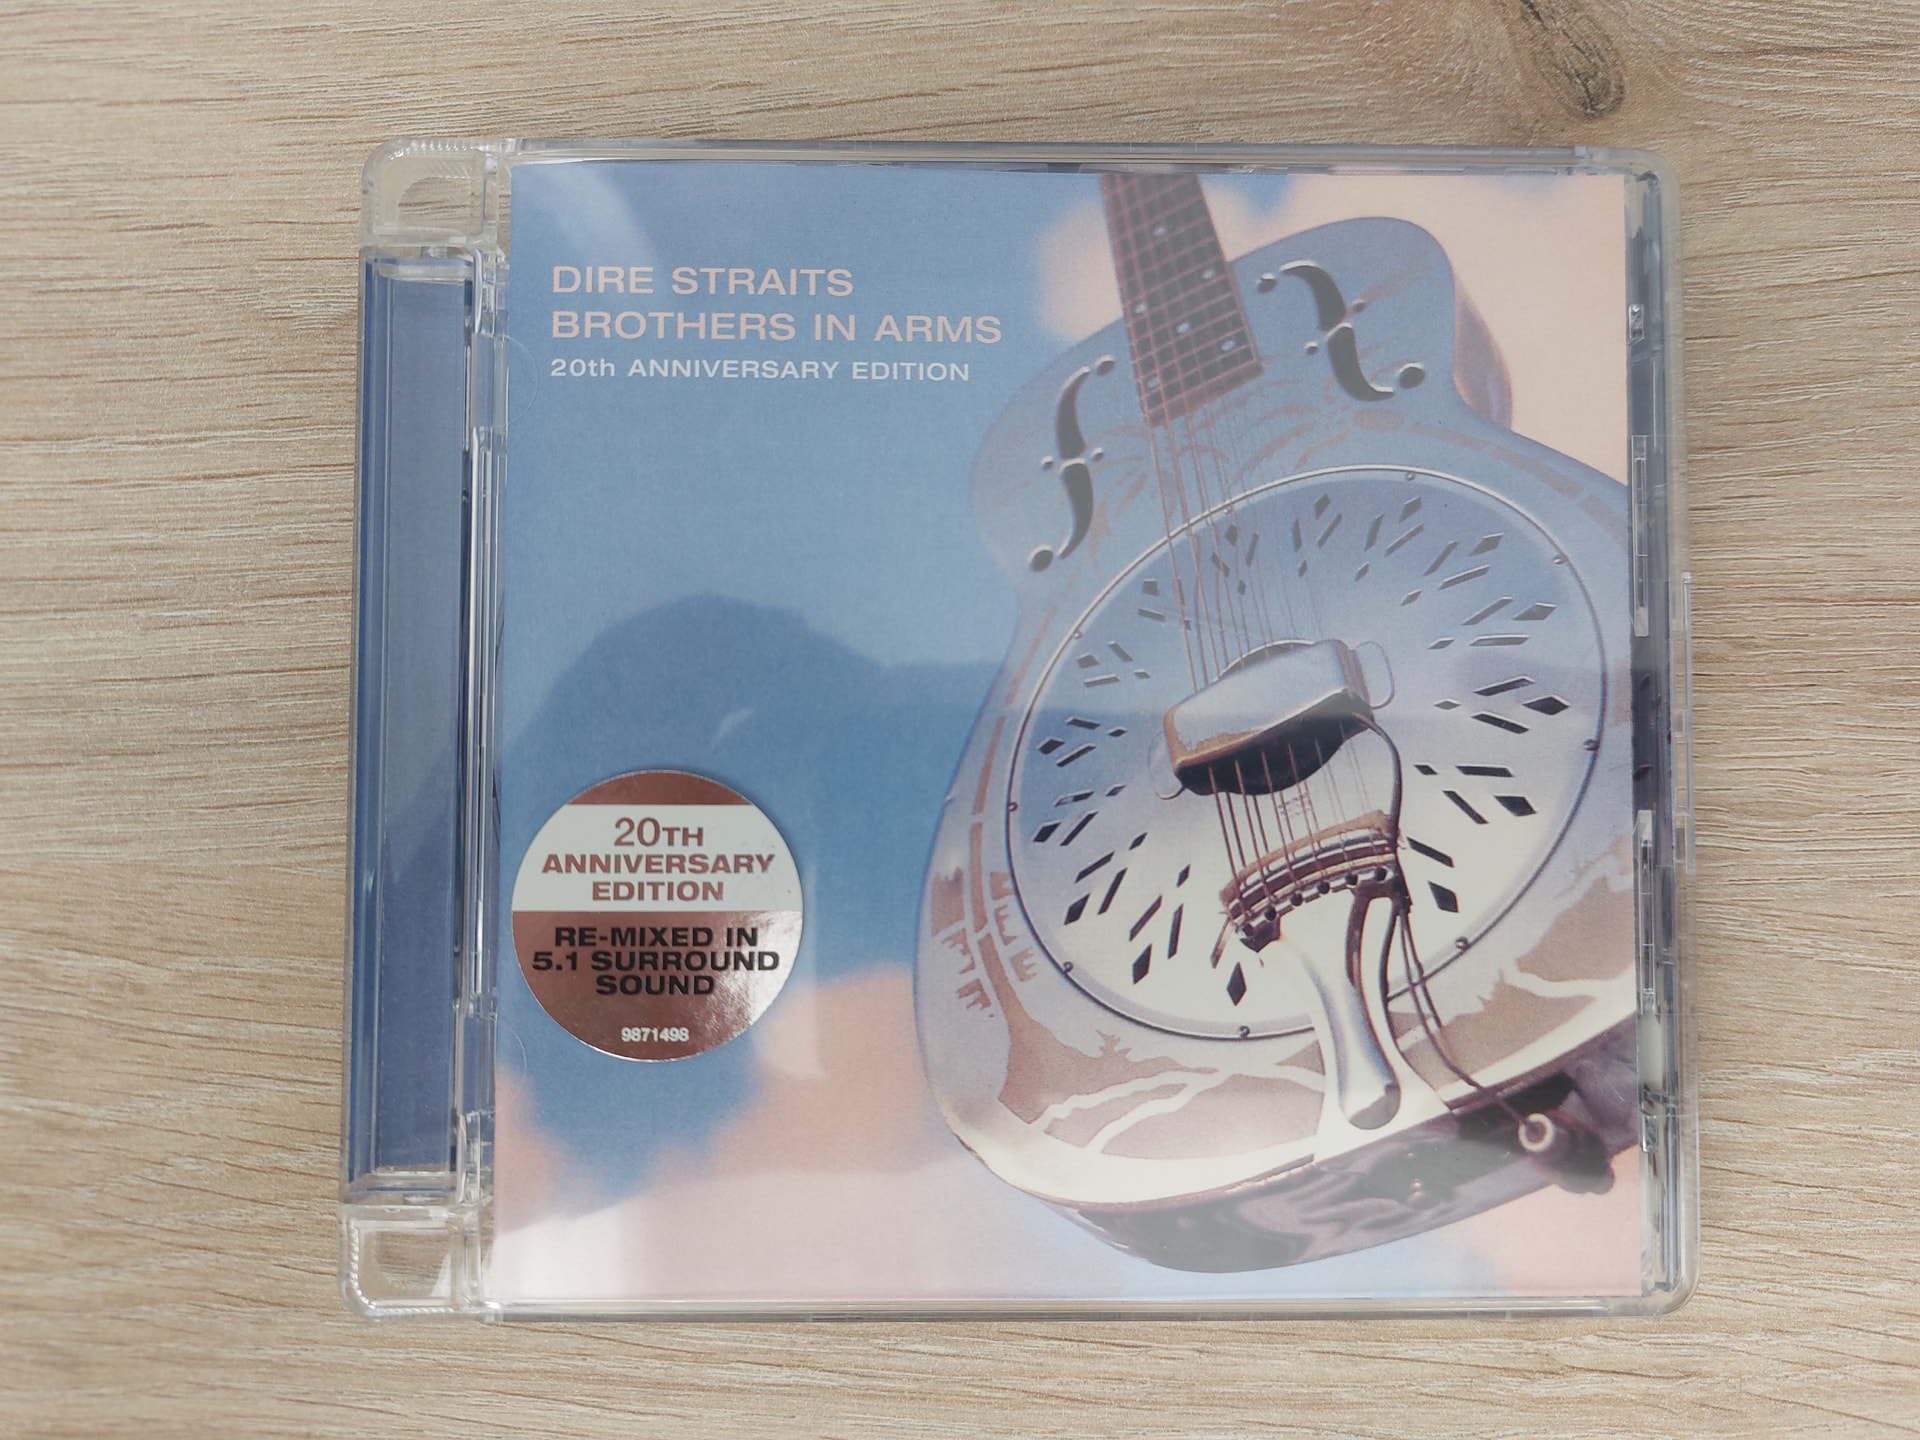 DIRE STRAITS
BROTHERS IN ARMS
20th ANNIVERSARY EDITION
20TH
ANNIVERSARY
EDITION
RE-MIXED IN
5.1 SURROUND
SOUND
9871498